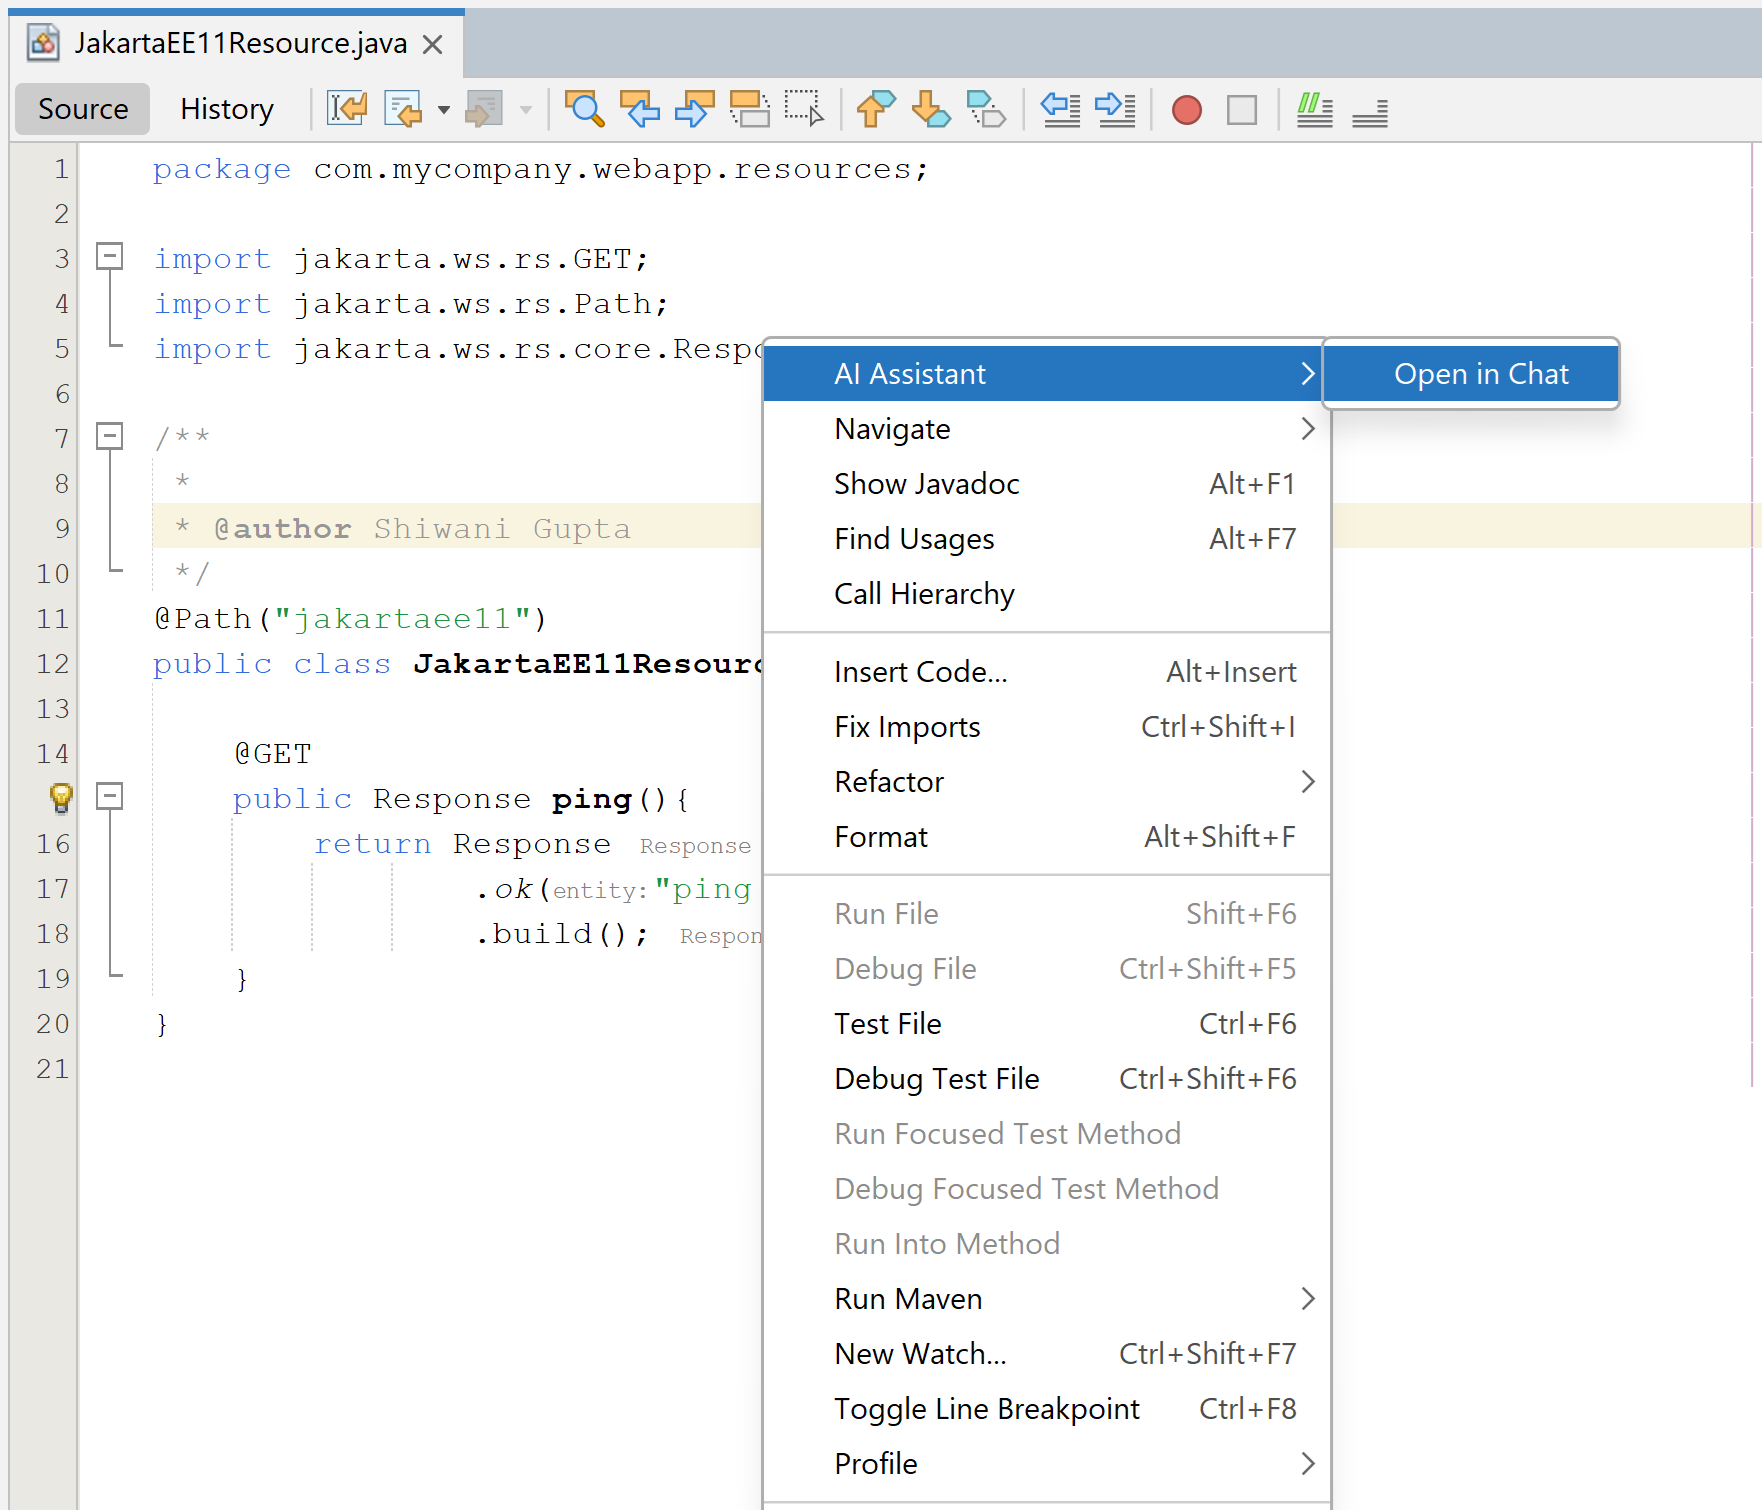 JakartaEE11Resource.java
Source History
1 package com.mycompany.webapp.resources;
2
3 import jakarta.ws.rs.GET;
4 import jakarta.ws.rs.Path;
5 import jakarta.ws.rs.core.Respo
6
7 /**
8 *
9 * @author Shiwani Gupta
10 */
11 @Path("jakartaee11")
12 public class JakartaEE11Resourc
13
14 @GET
public Response ping(){
16 return Response Response
17 .ok(entity:"ping
18 .build(); Respon
19 }
20 }
21
AI Assistant
Open in Chat
Navigate
Show Javadoc Alt+F1
Find Usages Alt+F7
Call Hierarchy
Insert Code... Alt+Insert
Fix Imports Ctrl+Shift+I
Refactor
Format Alt+Shift+F
Run File Shift+F6
Debug File Ctrl+Shift+F5
Test File Ctrl+F6
Debug Test File Ctrl+Shift+F6
Run Focused Test Method
Debug Focused Test Method
Run Into Method
Run Maven
New Watch... Ctrl+Shift+F7
Toggle Line Breakpoint Ctrl+F8
Profile